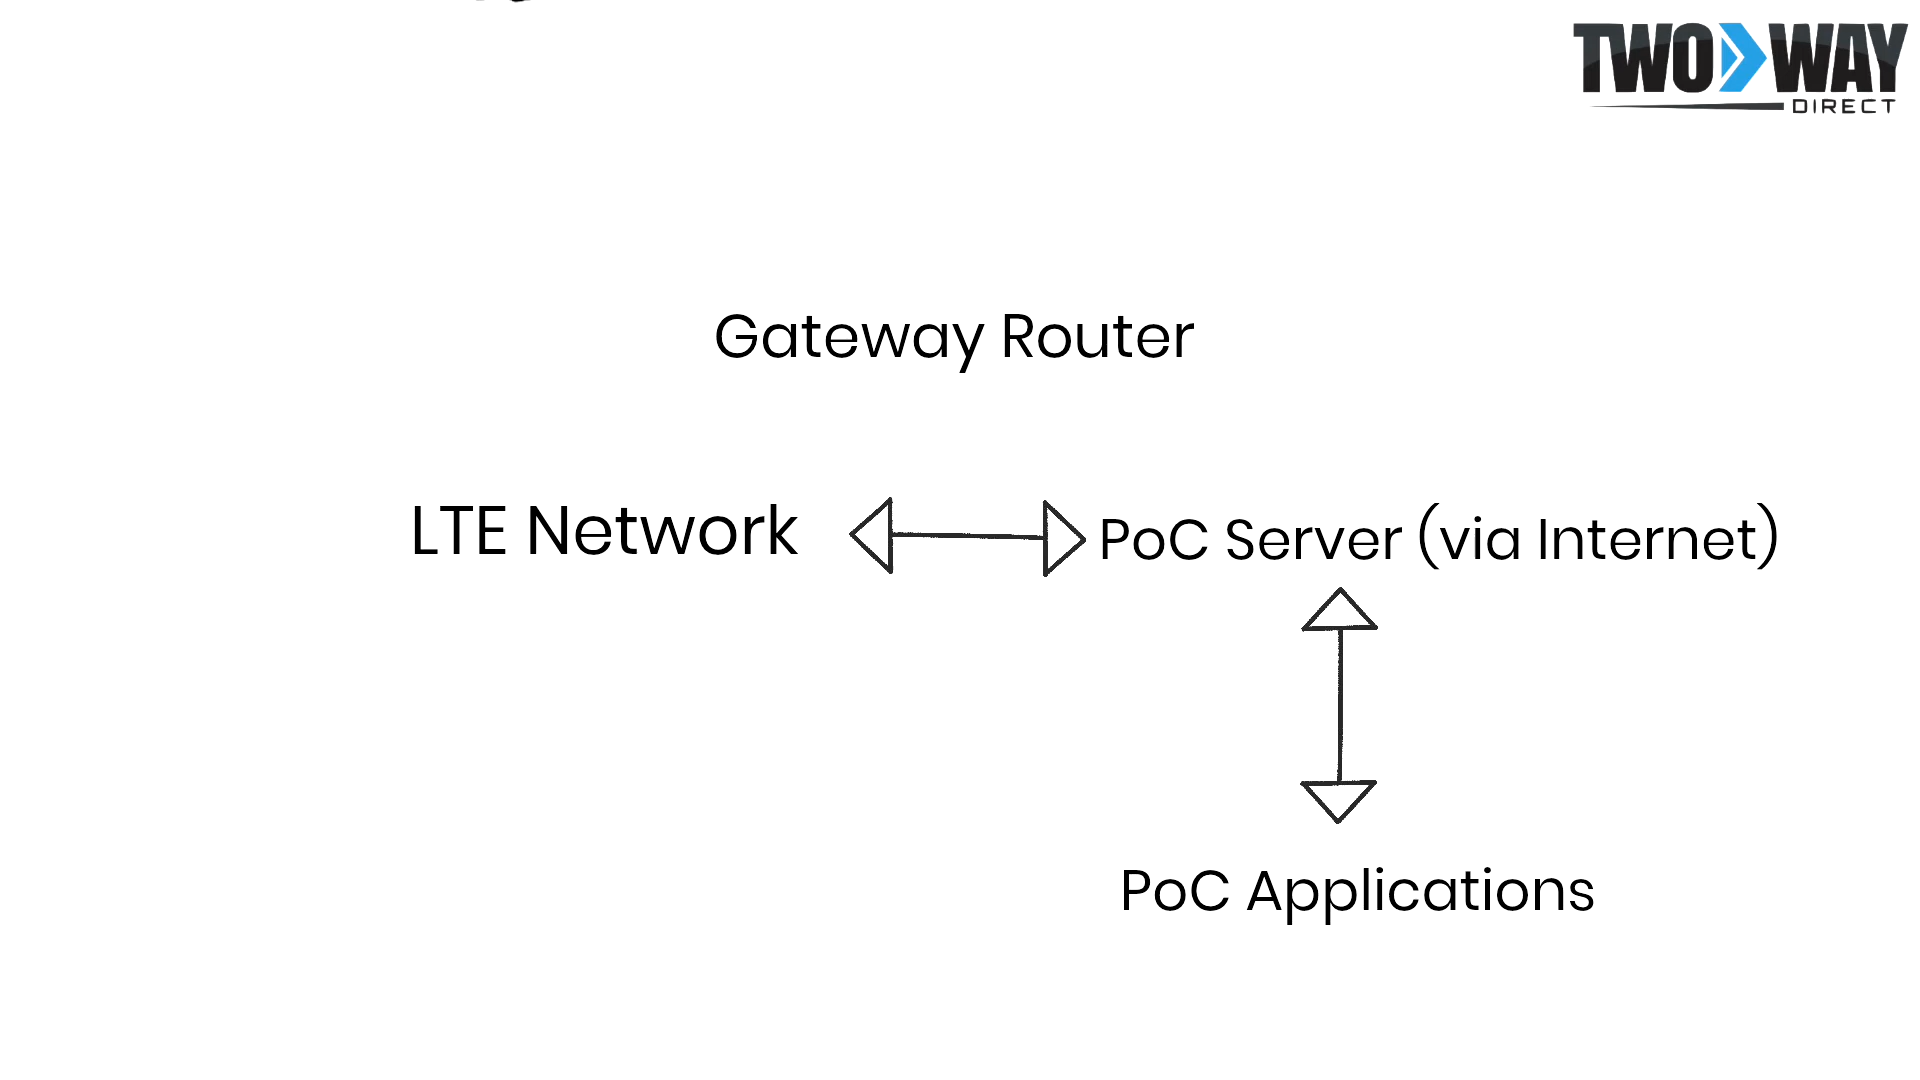 TWO WAY
DIRECT
Gateway Router
LTE Network
PoC Server (via Internet)
PoC Applications